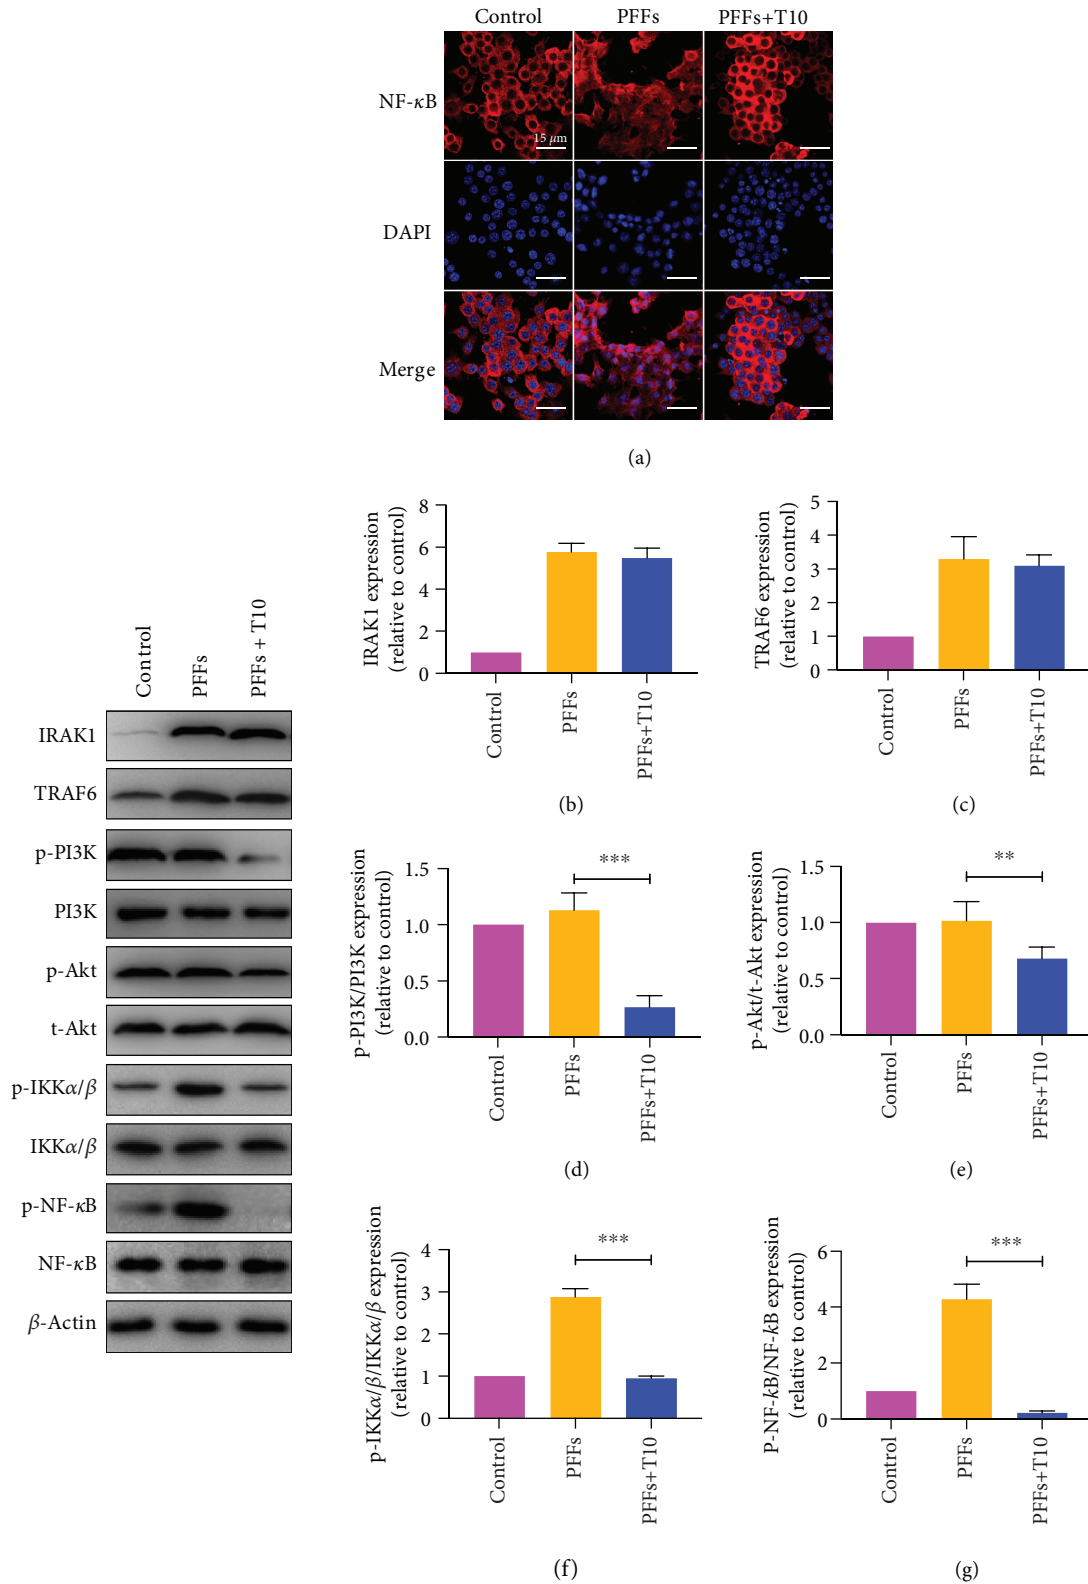 Control PFFs PFFs+T10
NF-κB
15 μm
DAPI
Merge
(a)
Control
PFFs
PFFs + T10
IRAK1
TRAF6
p-PI3K
PI3K
p-Akt
t-Akt
p-IKKα/β
IKKα/β
p-NF-κB
NF-κB
β-Actin
IRAK1 expression
(relative to control)
8
6
4
2
0
Control
PFFs
PFFs+T10
(b)
TRAF6 expression
(relative to control)
5
4
3
2
1
0
Control
PFFs
PFFs+T10
(c)
p-PI3K/PI3K expression
(relative to control)
1.5
1.0
0.5
0.0
***
Control
PFFs
PFFs+T10
(d)
p-Akt/t-Akt expression
(relative to control)
1.5
1.0
0.5
0.0
**
Control
PFFs
PFFs+T10
(e)
p-IKKα/β/IKKα/β expression
(relative to control)
4
3
2
1
0
***
Control
PFFs
PFFs+T10
(f)
P-NF-kB/NF-kB expression
(relative to control)
6
4
2
0
***
Control
PFFs
PFFs+T10
(g)